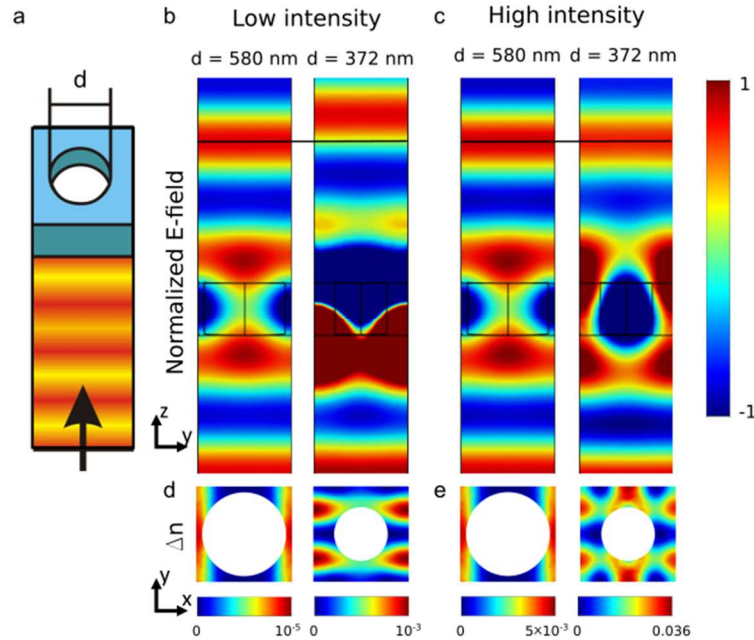 a
b
Low intensity
c
High intensity
d
d = 580 nm
d = 372 nm
d = 580 nm
d = 372 nm
1
Normalized E-field
-1
z
y
d
e
Δn
y
x
0
10⁻⁵
0
10⁻³
0
5×10⁻³
0
0.036